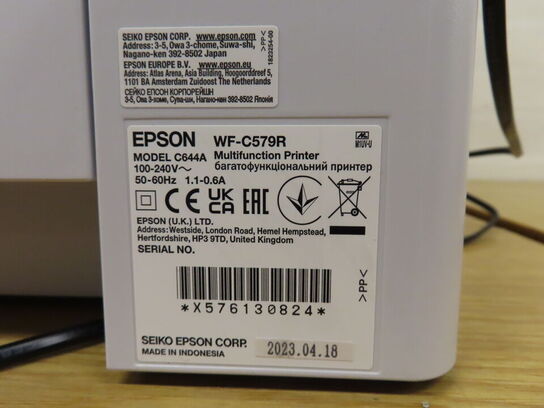 SEIKO EPSON CORP. www.epson.com
Address: 3-5, Owa 3-chome, Suwa-shi,
Nagano-ken 392-8502 Japan
EPSON EUROPE B.V. www.epson.eu
Address: Atlas Arena, Asia Building, Hoogoorddreef 5,
1101 BA Amsterdam Zuidoost The Netherlands
СЕЙКО ЕПСОН КОРПОРЕЙШН
3-5, Ова 3-хоме, Сува-ши, Нагано-кен 392-8502 Японія
>PP<
1823254-00
EPSON WF-C579R
MODEL C644A Multifunction Printer
100-240V~ багатофункціональний принтер
50-60Hz 1.1-0.6A
M1UV-U
CE UK CA EAC
EPSON (U.K.) LTD.
Address: Westside, London Road, Hemel Hempstead,
Hertfordshire, HP3 9TD, United Kingdom
SERIAL NO.
*X576130824*
>PP<
SEIKO EPSON CORP.
MADE IN INDONESIA
2023.04.18